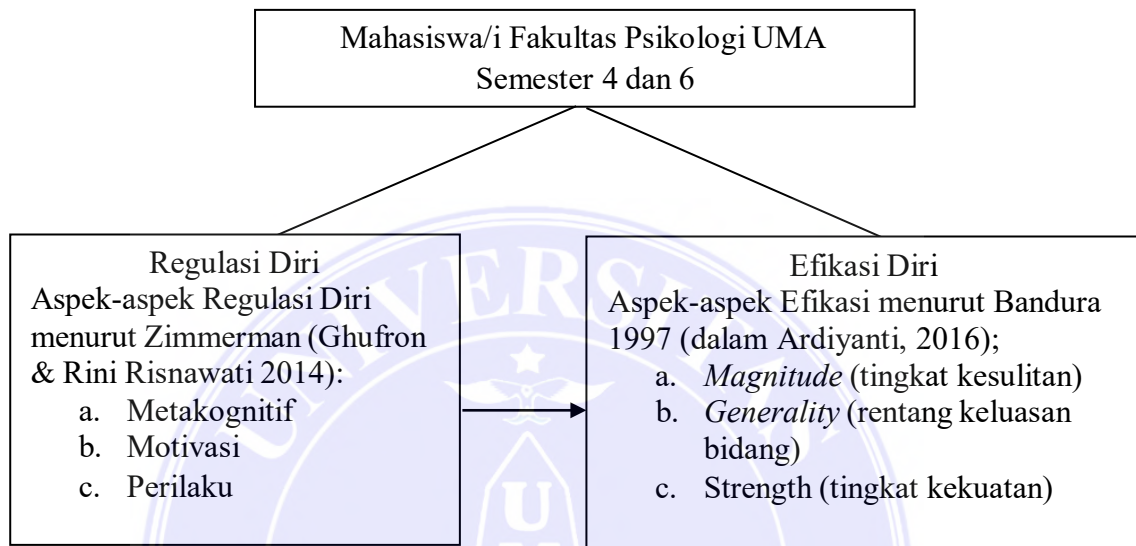 Mahasiswa/i Fakultas Psikologi UMA
Semester 4 dan 6
Regulasi Diri
Aspek-aspek Regulasi Diri
menurut Zimmerman (Ghufron
& Rini Risnawati 2014):
a. Metakognitif
b. Motivasi
c. Perilaku
Efikasi Diri
Aspek-aspek Efikasi menurut Bandura
1997 (dalam Ardiyanti, 2016);
a. Magnitude (tingkat kesulitan)
b. Generality (rentang keluasan
bidang)
c. Strength (tingkat kekuatan)
UNIVERSITAS
U